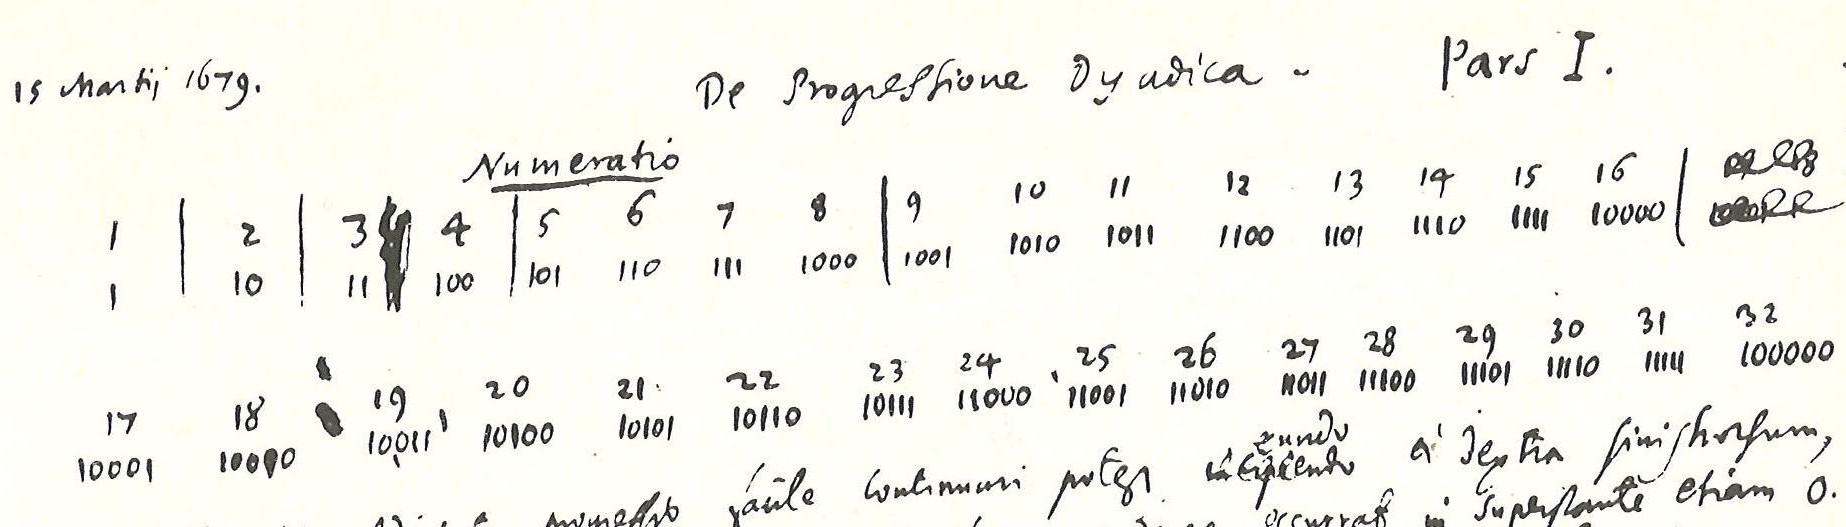 15 Martij 1679. De Progressione Dyadica - Pars I.
Numeratio
1 | 2 | 3 4 | 5 6 7 8 | 9 10 11 12 13 14 15 16 |
1 | 10 | 11 100 | 101 110 111 1000 | 1001 1010 1011 1100 1101 1110 1111 10000 |
17 18 19 20 21 22 23 24 25 26 27 28 29 30 31 32
10001 10010 10011 10100 10101 10110 10111 11000 11001 11010 11011 11100 11101 11110 11111 100000
numeratio facile continuari potest à dextra sinistrorsum,
occurrat in superstante etiam 0.